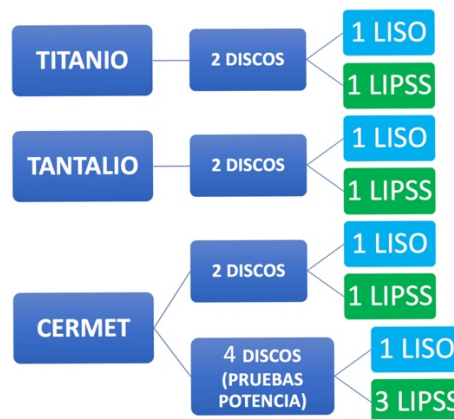 TITANIO
2 DISCOS
1 LISO
1 LIPSS
TANTALIO
2 DISCOS
1 LISO
1 LIPSS
CERMET
2 DISCOS
1 LISO
1 LIPSS
4 DISCOS
(PRUEBAS
POTENCIA)
1 LISO
3 LIPSS